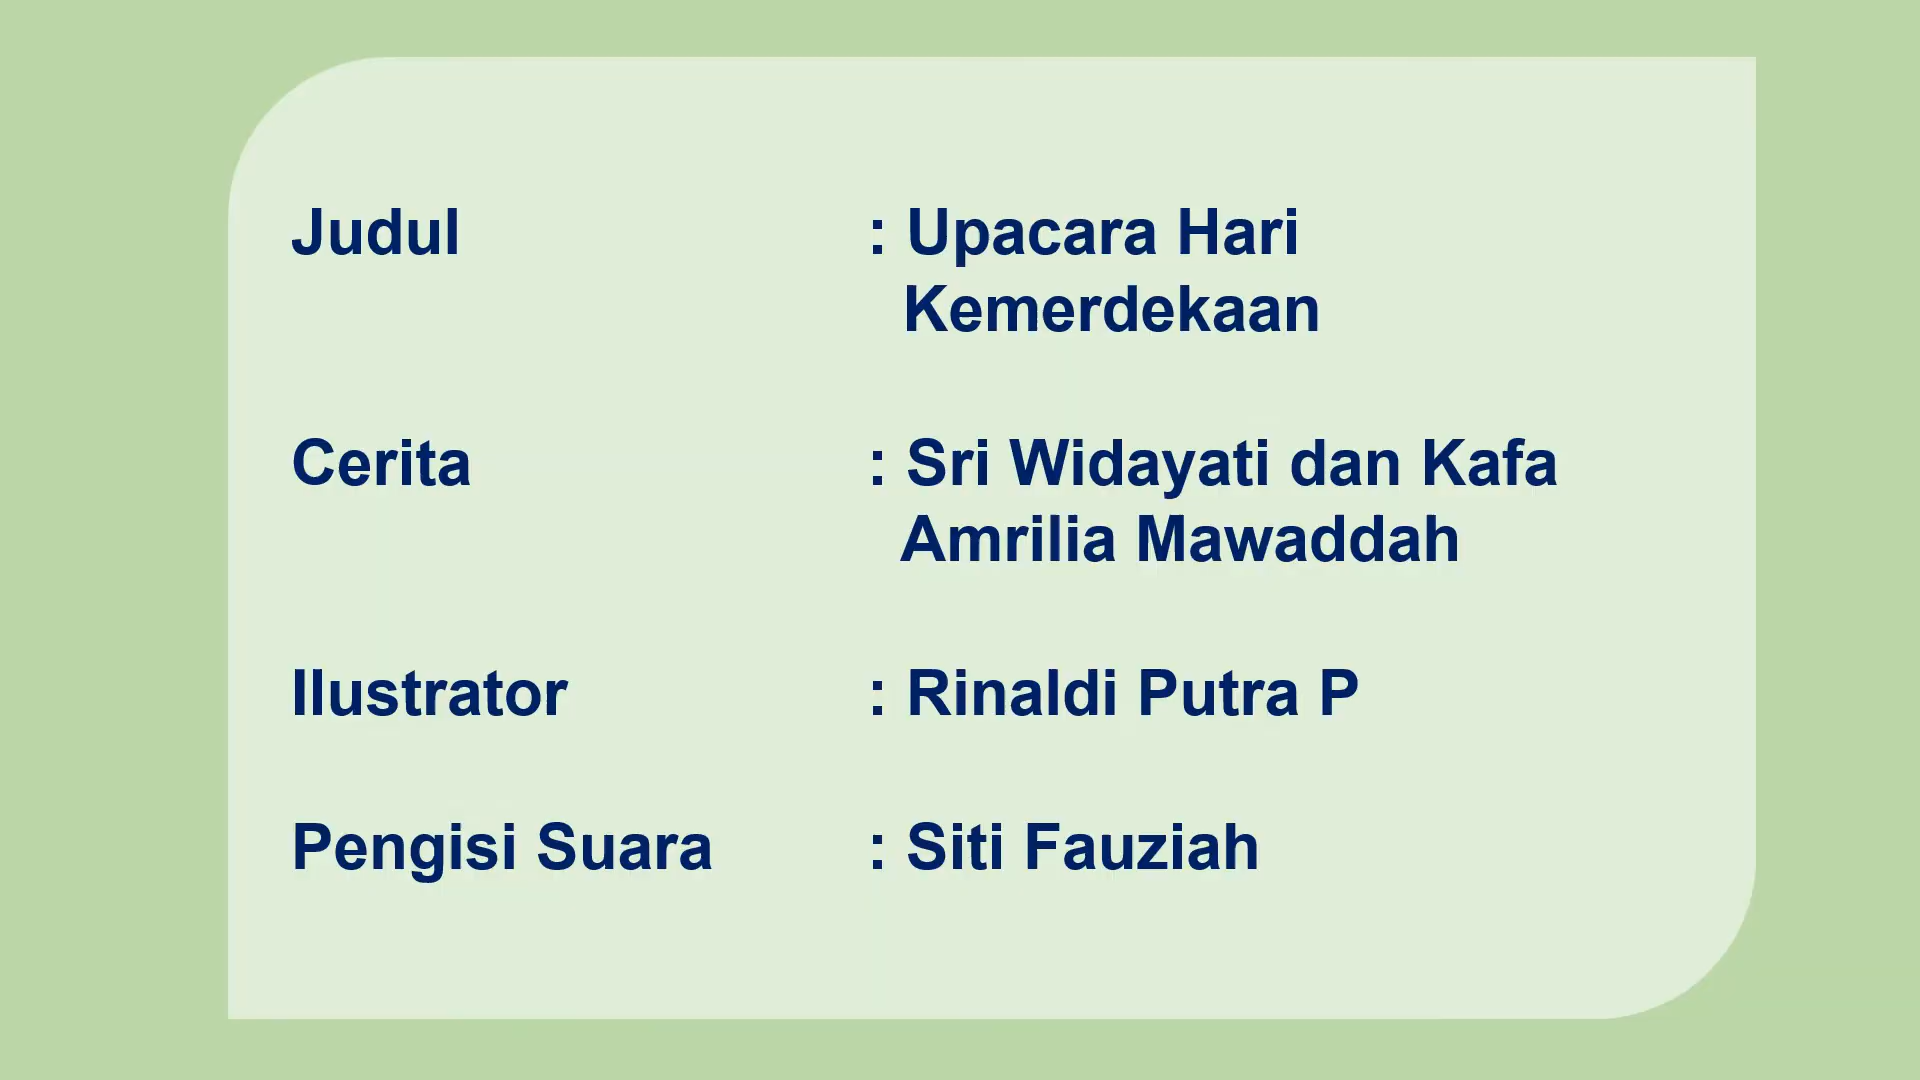 Judul : Upacara Hari
Kemerdekaan
Cerita : Sri Widayati dan Kafa
Amrilia Mawaddah
Ilustrator : Rinaldi Putra P
Pengisi Suara : Siti Fauziah